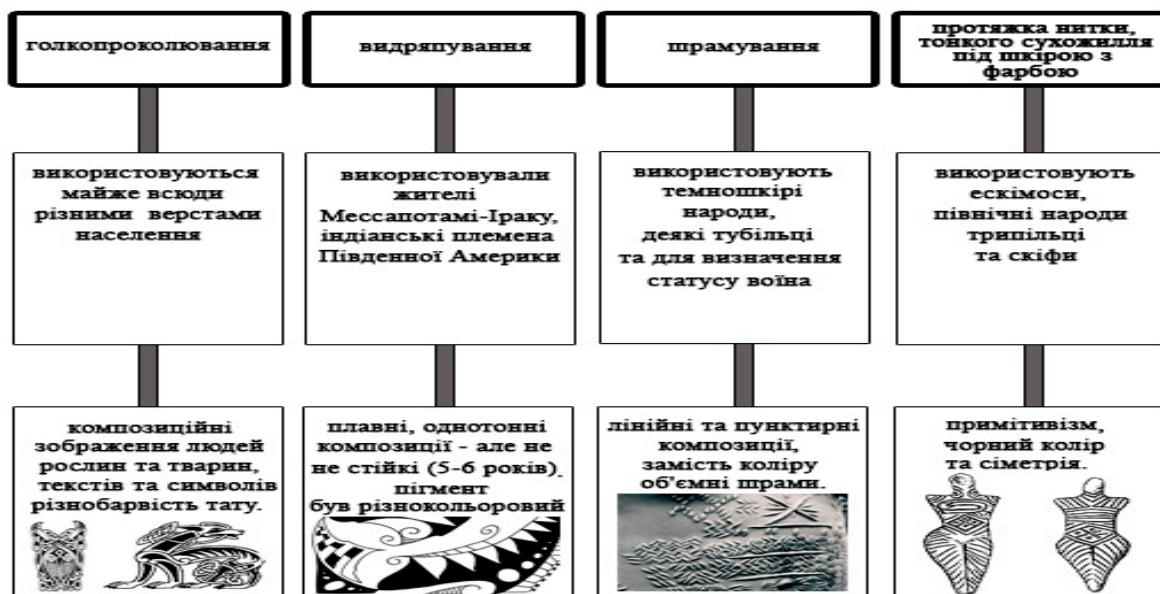 голкопроколювання
видряпування
шрамування
протяжка нитки,
тонкого сухожилля
під шкірою з
фарбою
використовуються
майже всюди
різними верстами
населення
використовували
жителі
Мессапотамі-Іраку,
індіанські племена
Південної Америки
використовують
темношкірі
народи,
деякі тубільці
та для визначення
статусу воїна
використовують
ескімоси,
північні народи
трипільці
та скіфи
композиційні
зображення людей
рослин та тварин,
текстів та символів
різнобарвість тату.
плавні, однотонні
композиції - але не
не стійкі (5-6 років).
пігмент
був різнокольоровий
лінійні та пунктирні
композиції,
замість коліру
об'ємні шрами.
примітивізм,
чорний колір
та сіметрія.